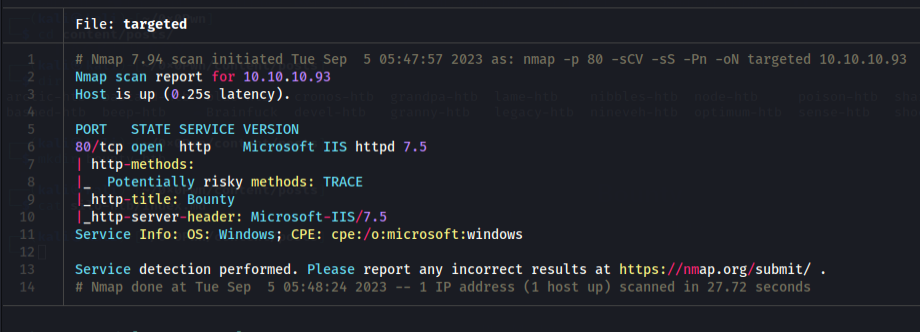 File: targeted
1 # Nmap 7.94 scan initiated Tue Sep  5 05:47:57 2023 as: nmap -p 80 -sCV -sS -Pn -oN targeted 10.10.10.93
2 Nmap scan report for 10.10.10.93
3 Host is up (0.25s latency).
4
5 PORT   STATE SERVICE VERSION
6 80/tcp open  http    Microsoft IIS httpd 7.5
7 | http-methods:
8 |_  Potentially risky methods: TRACE
9 |_http-title: Bounty
10 |_http-server-header: Microsoft-IIS/7.5
11 Service Info: OS: Windows; CPE: cpe:/o:microsoft:windows
12
13 Service detection performed. Please report any incorrect results at https://nmap.org/submit/ .
14 # Nmap done at Tue Sep  5 05:48:24 2023 -- 1 IP address (1 host up) scanned in 27.72 seconds